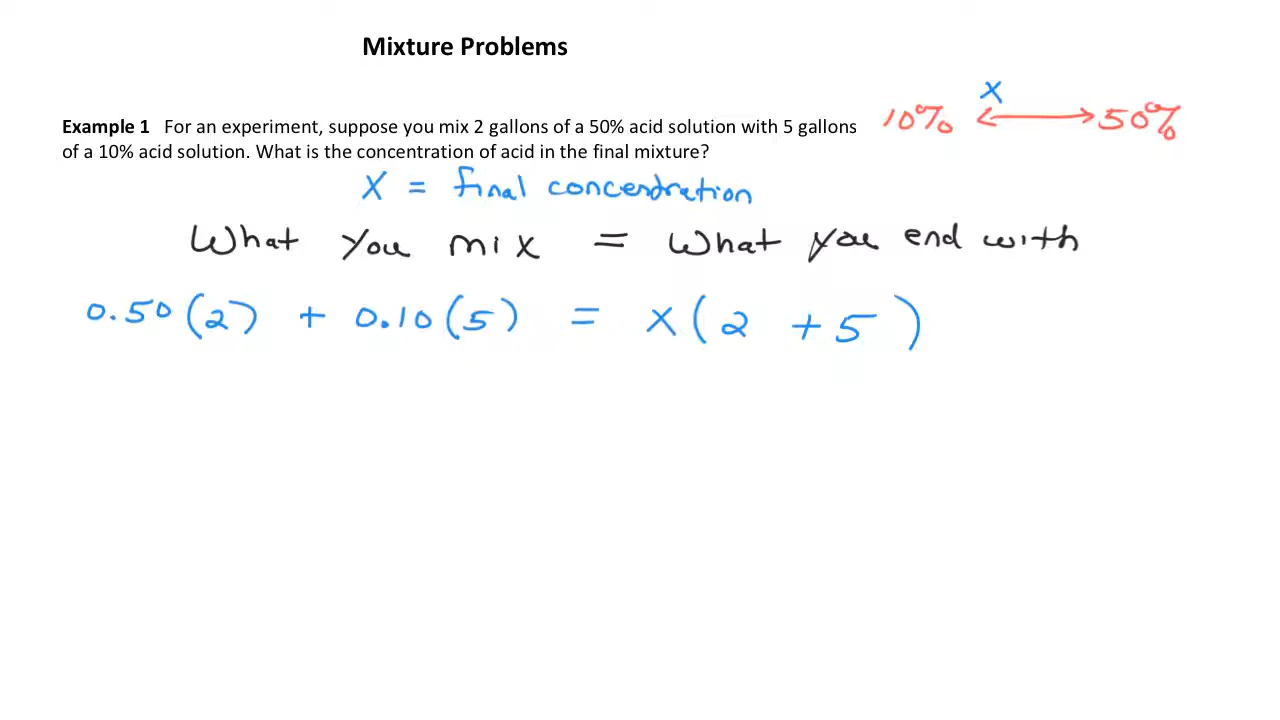 Mixture Problems
10% X 50%
Example 1 For an experiment, suppose you mix 2 gallons of a 50% acid solution with 5 gallons
of a 10% acid solution. What is the concentration of acid in the final mixture?
X = final concentration
What you mix = What you end with
0.50(2) + 0.10(5) = X(2 + 5)